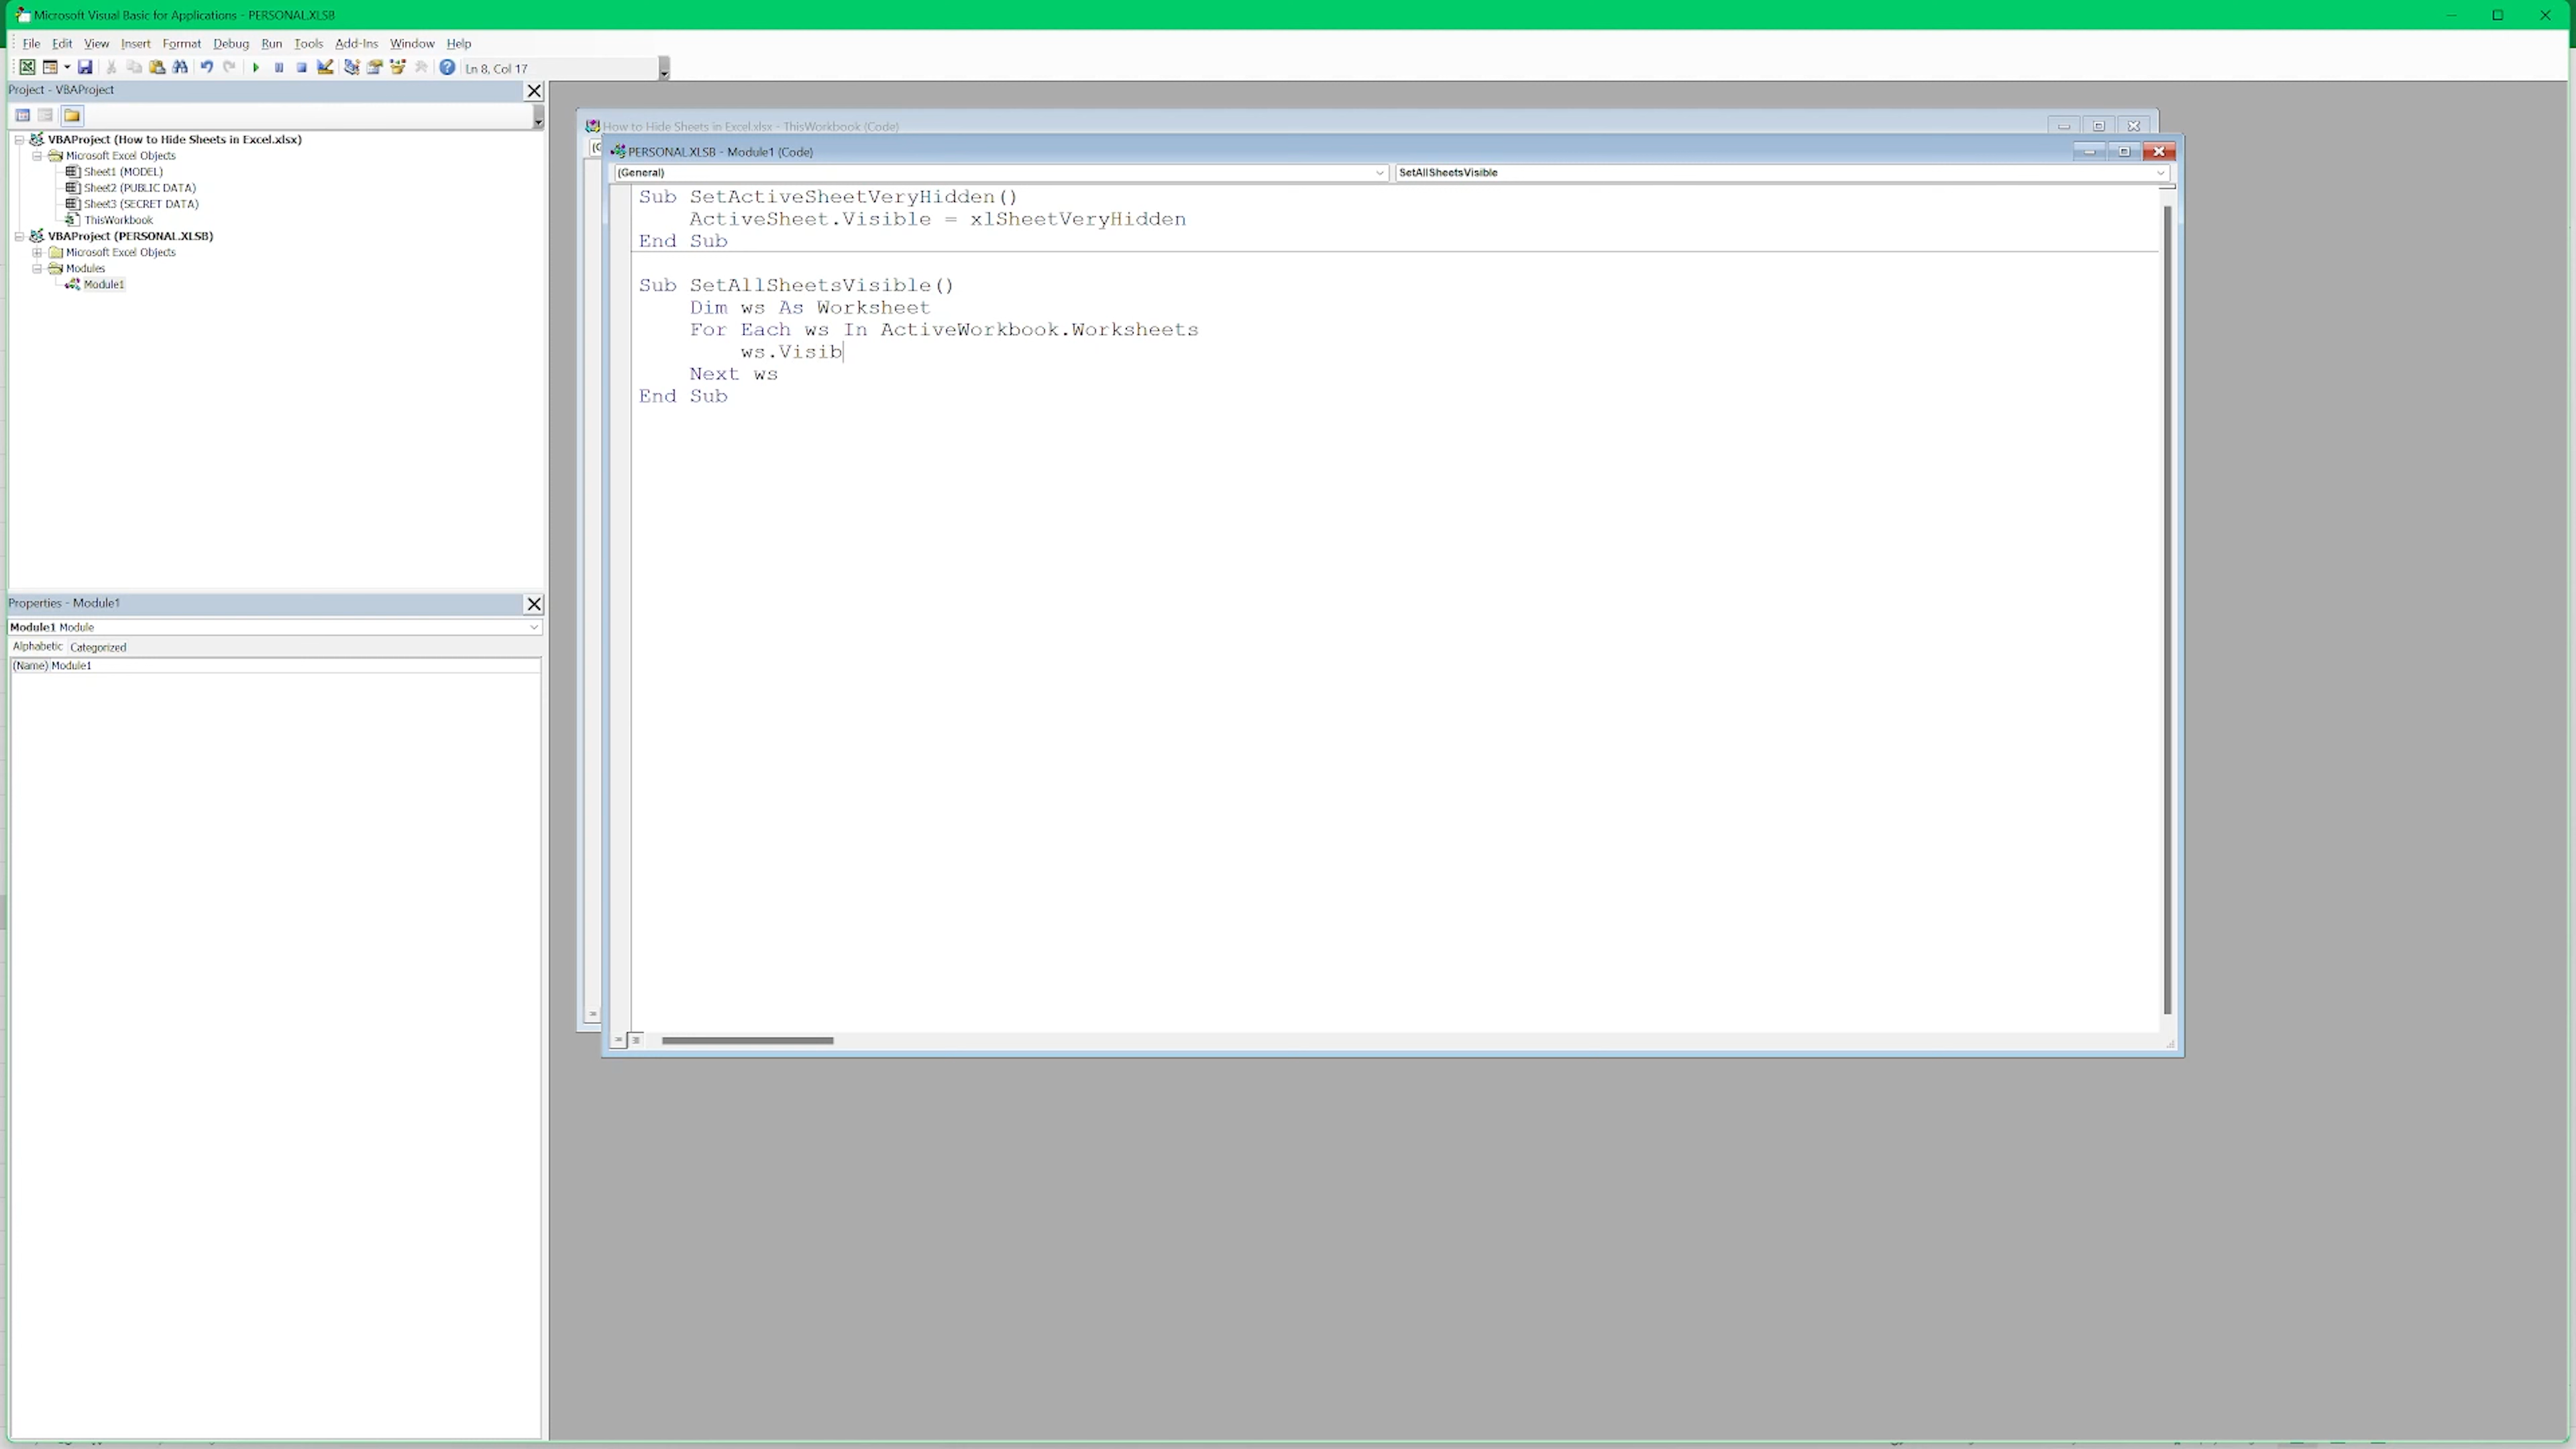 Microsoft Visual Basic for Applications - PERSONAL.XLSB
File Edit View Insert Format Debug Run Tools Add-Ins Window Help
Ln 8, Col 17
Project - VBAProject
VBAProject (How to Hide Sheets in Excel.xlsx)
Microsoft Excel Objects
Sheet1 (MODEL)
Sheet2 (PUBLIC DATA)
Sheet3 (SECRET DATA)
ThisWorkbook
VBAProject (PERSONAL.XLSB)
Microsoft Excel Objects
Modules
Module1
Properties - Module1
Module1 Module
Alphabetic Categorized
(Name) Module1
How to Hide Sheets in Excel.xlsx - ThisWorkbook (Code)
PERSONAL.XLSB - Module1 (Code)
(General) SetAllSheetsVisible
Sub SetActiveSheetVeryHidden()
ActiveSheet.Visible = xlSheetVeryHidden
End Sub
Sub SetAllSheetsVisible()
Dim ws As Worksheet
For Each ws In ActiveWorkbook.Worksheets
ws.Visib
Next ws
End Sub